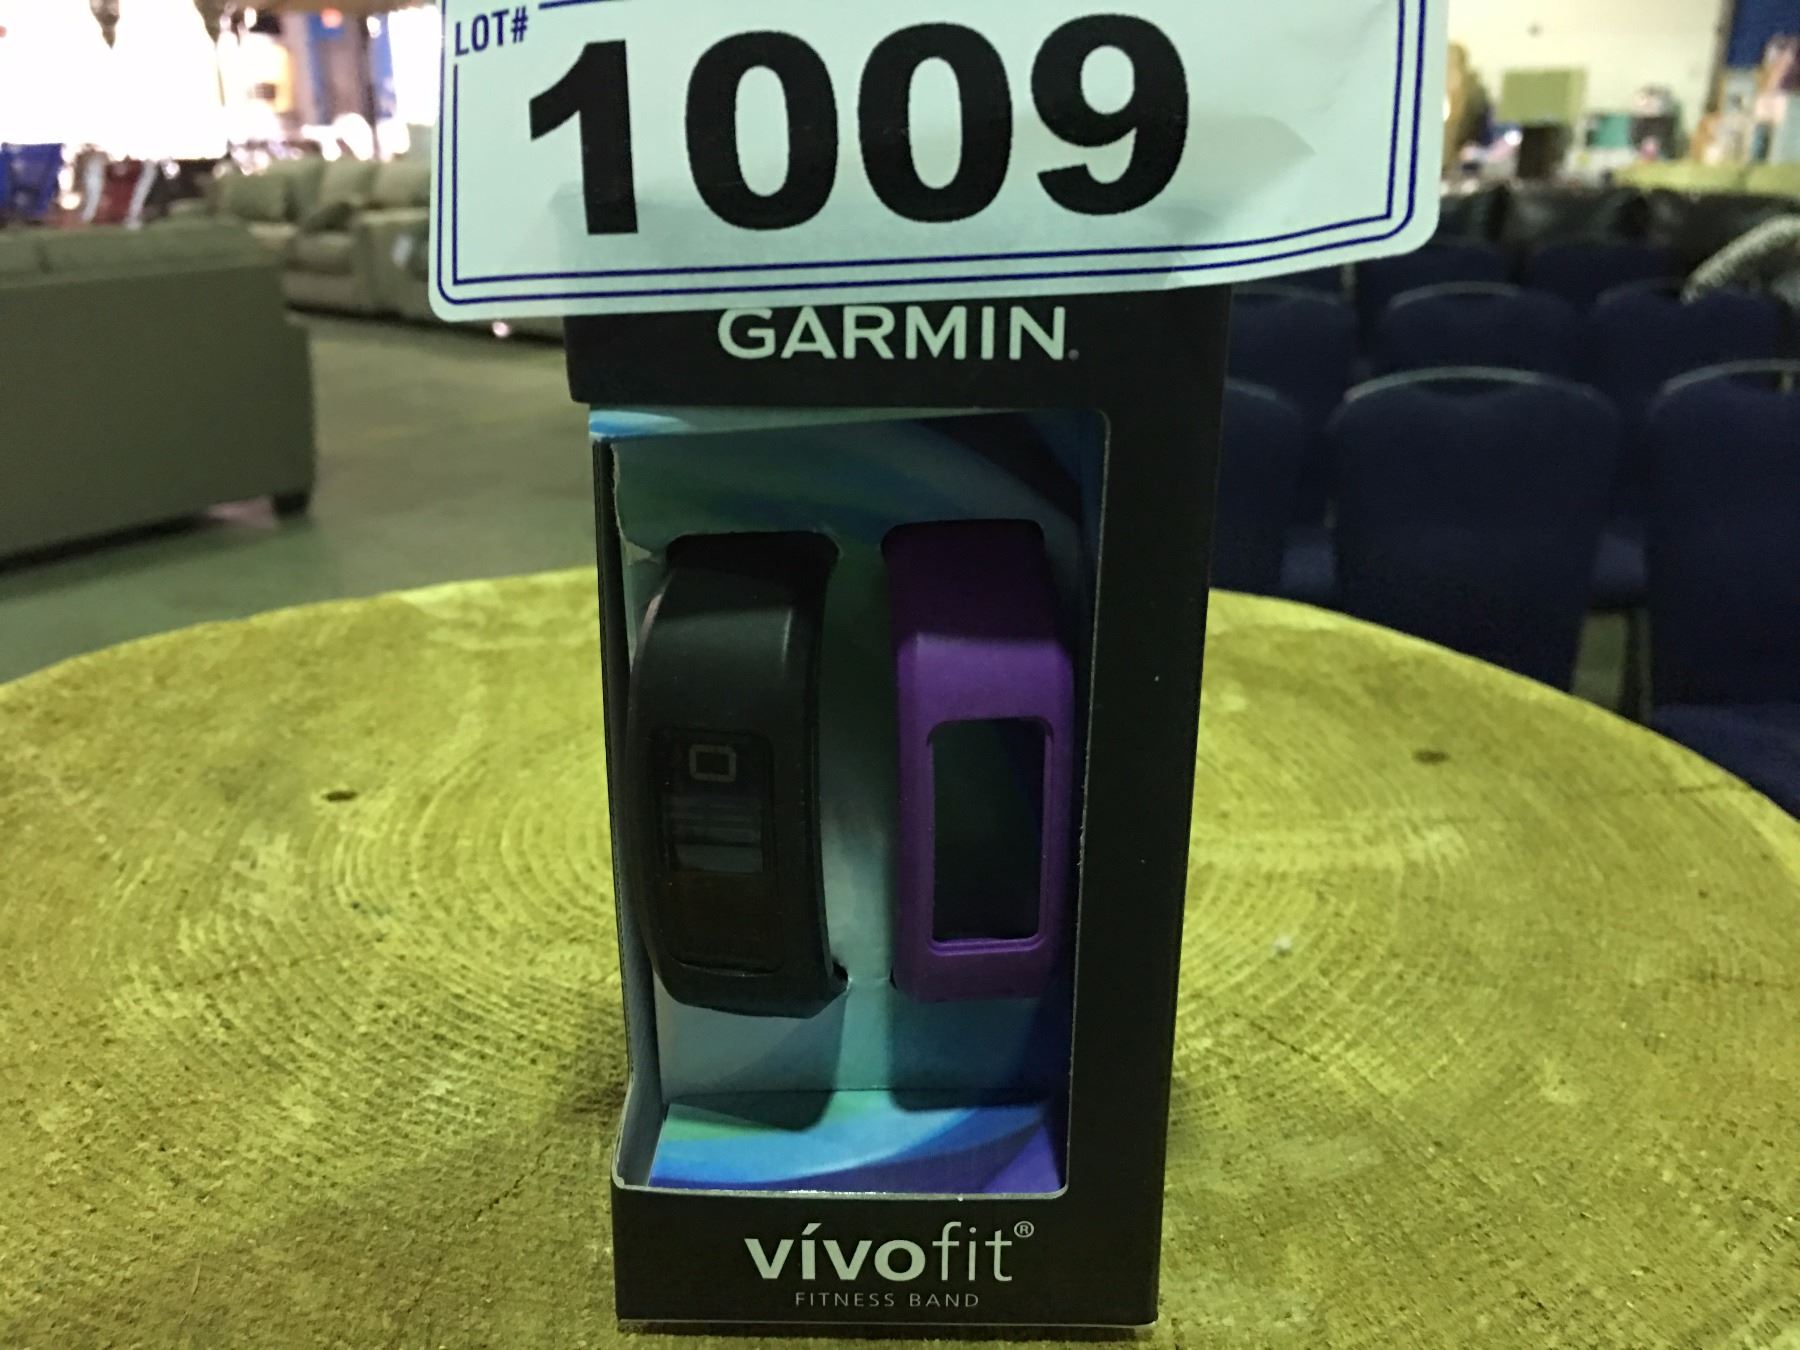 LOT#
1009
GARMIN
vívofit®
FITNESS BAND